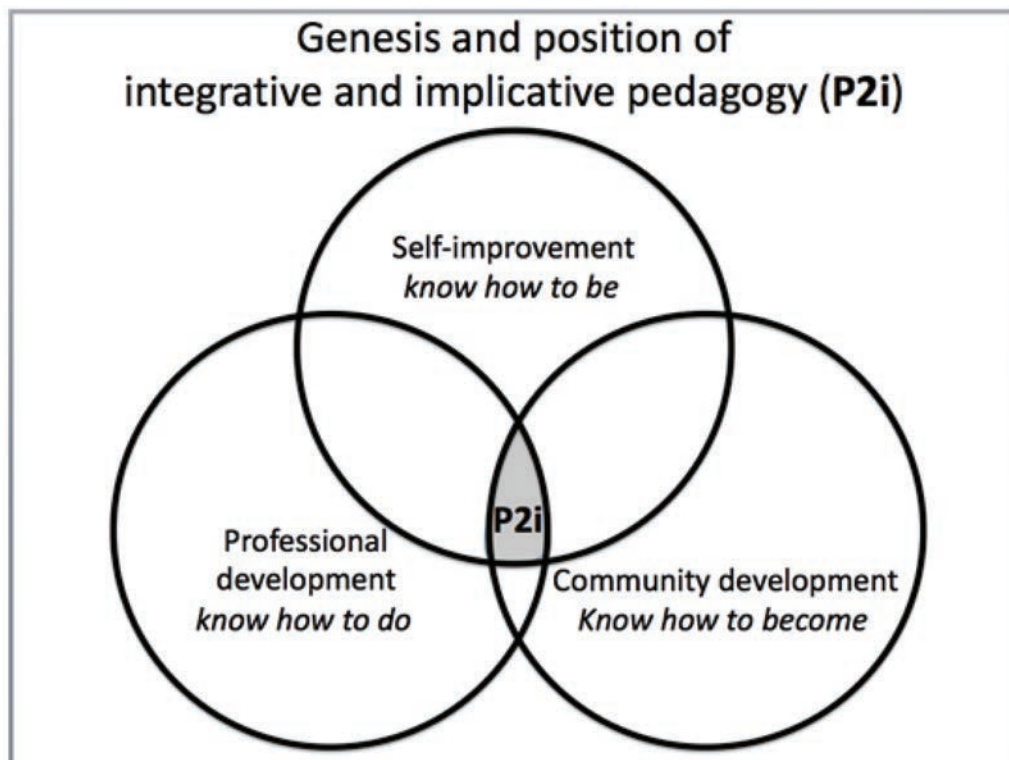 Genesis and position of
integrative and implicative pedagogy (P2i)
Self-improvement
know how to be
P2i
Professional
development
know how to do
Community development
Know how to become